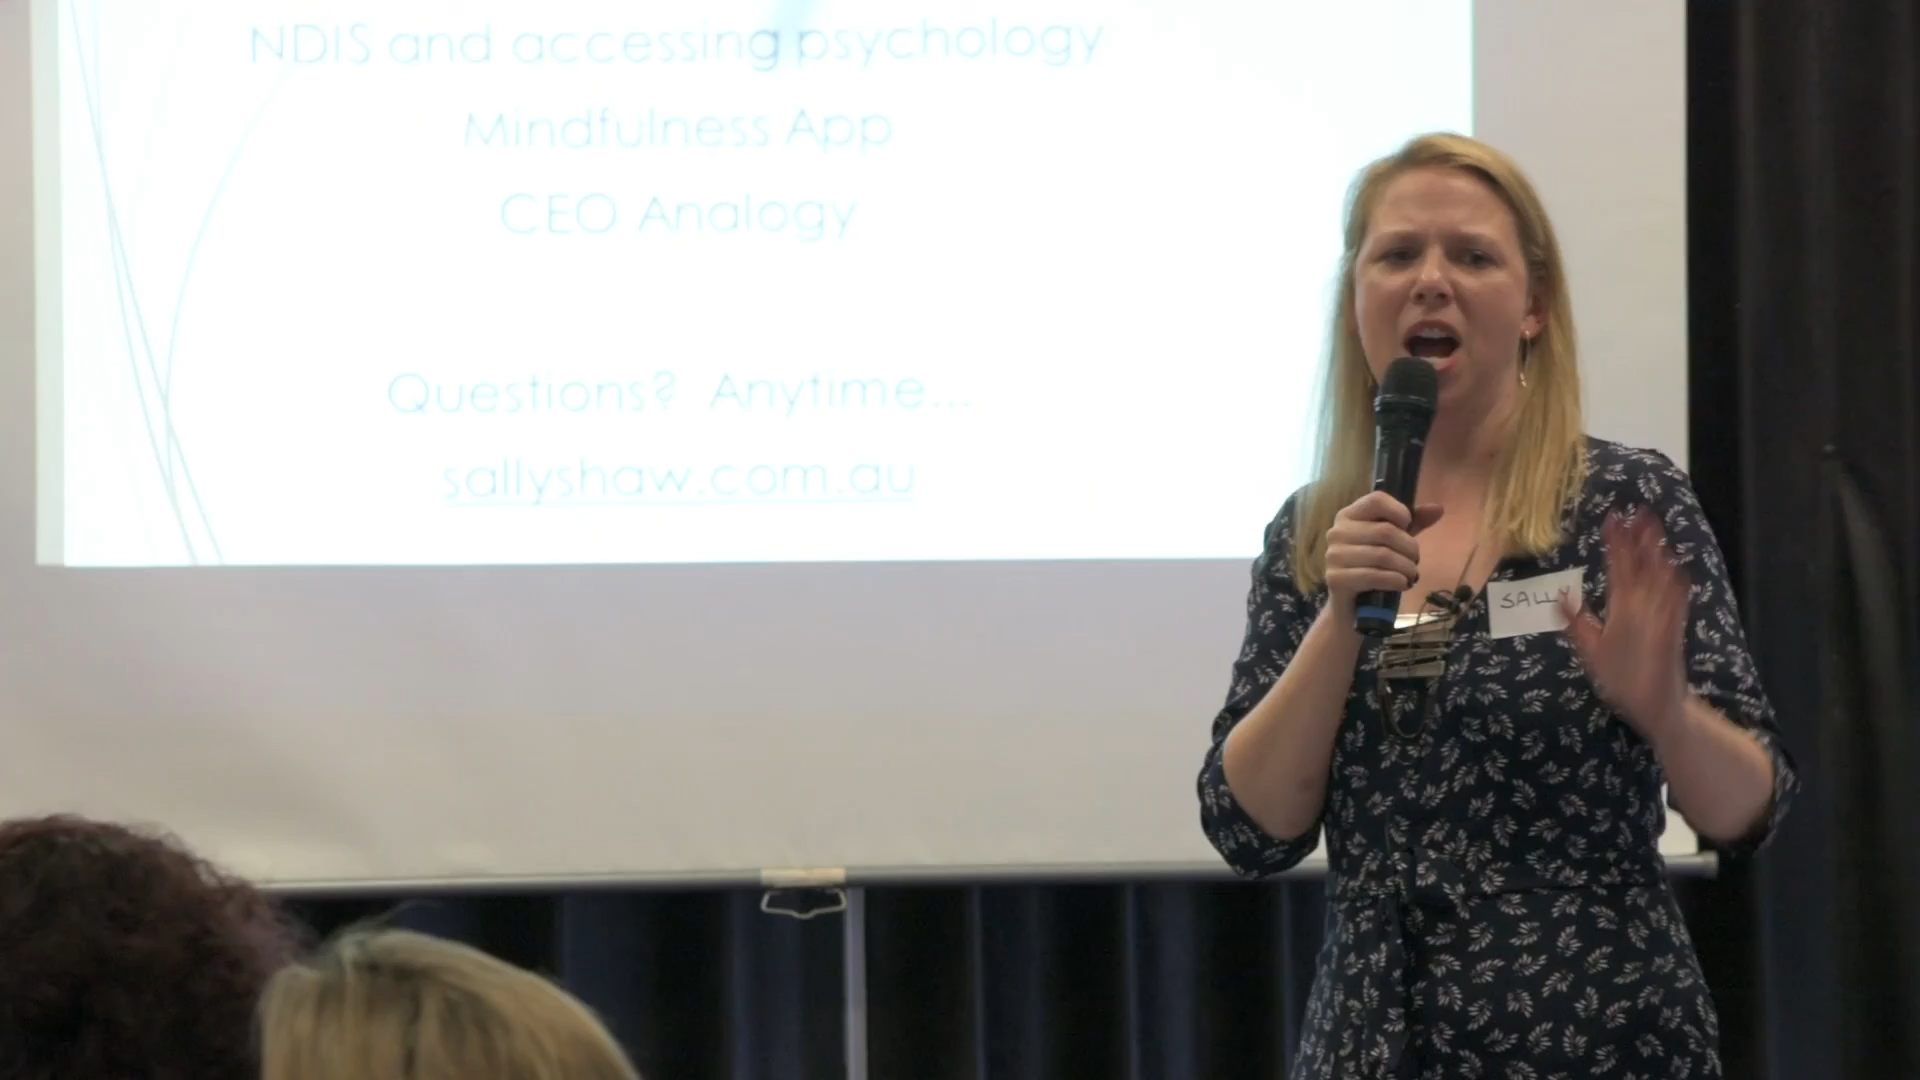 NDIS and accessing psychology
Mindfulness App
CEO Analogy
Questions? Anytime...
sallyshaw.com.au
SALLY